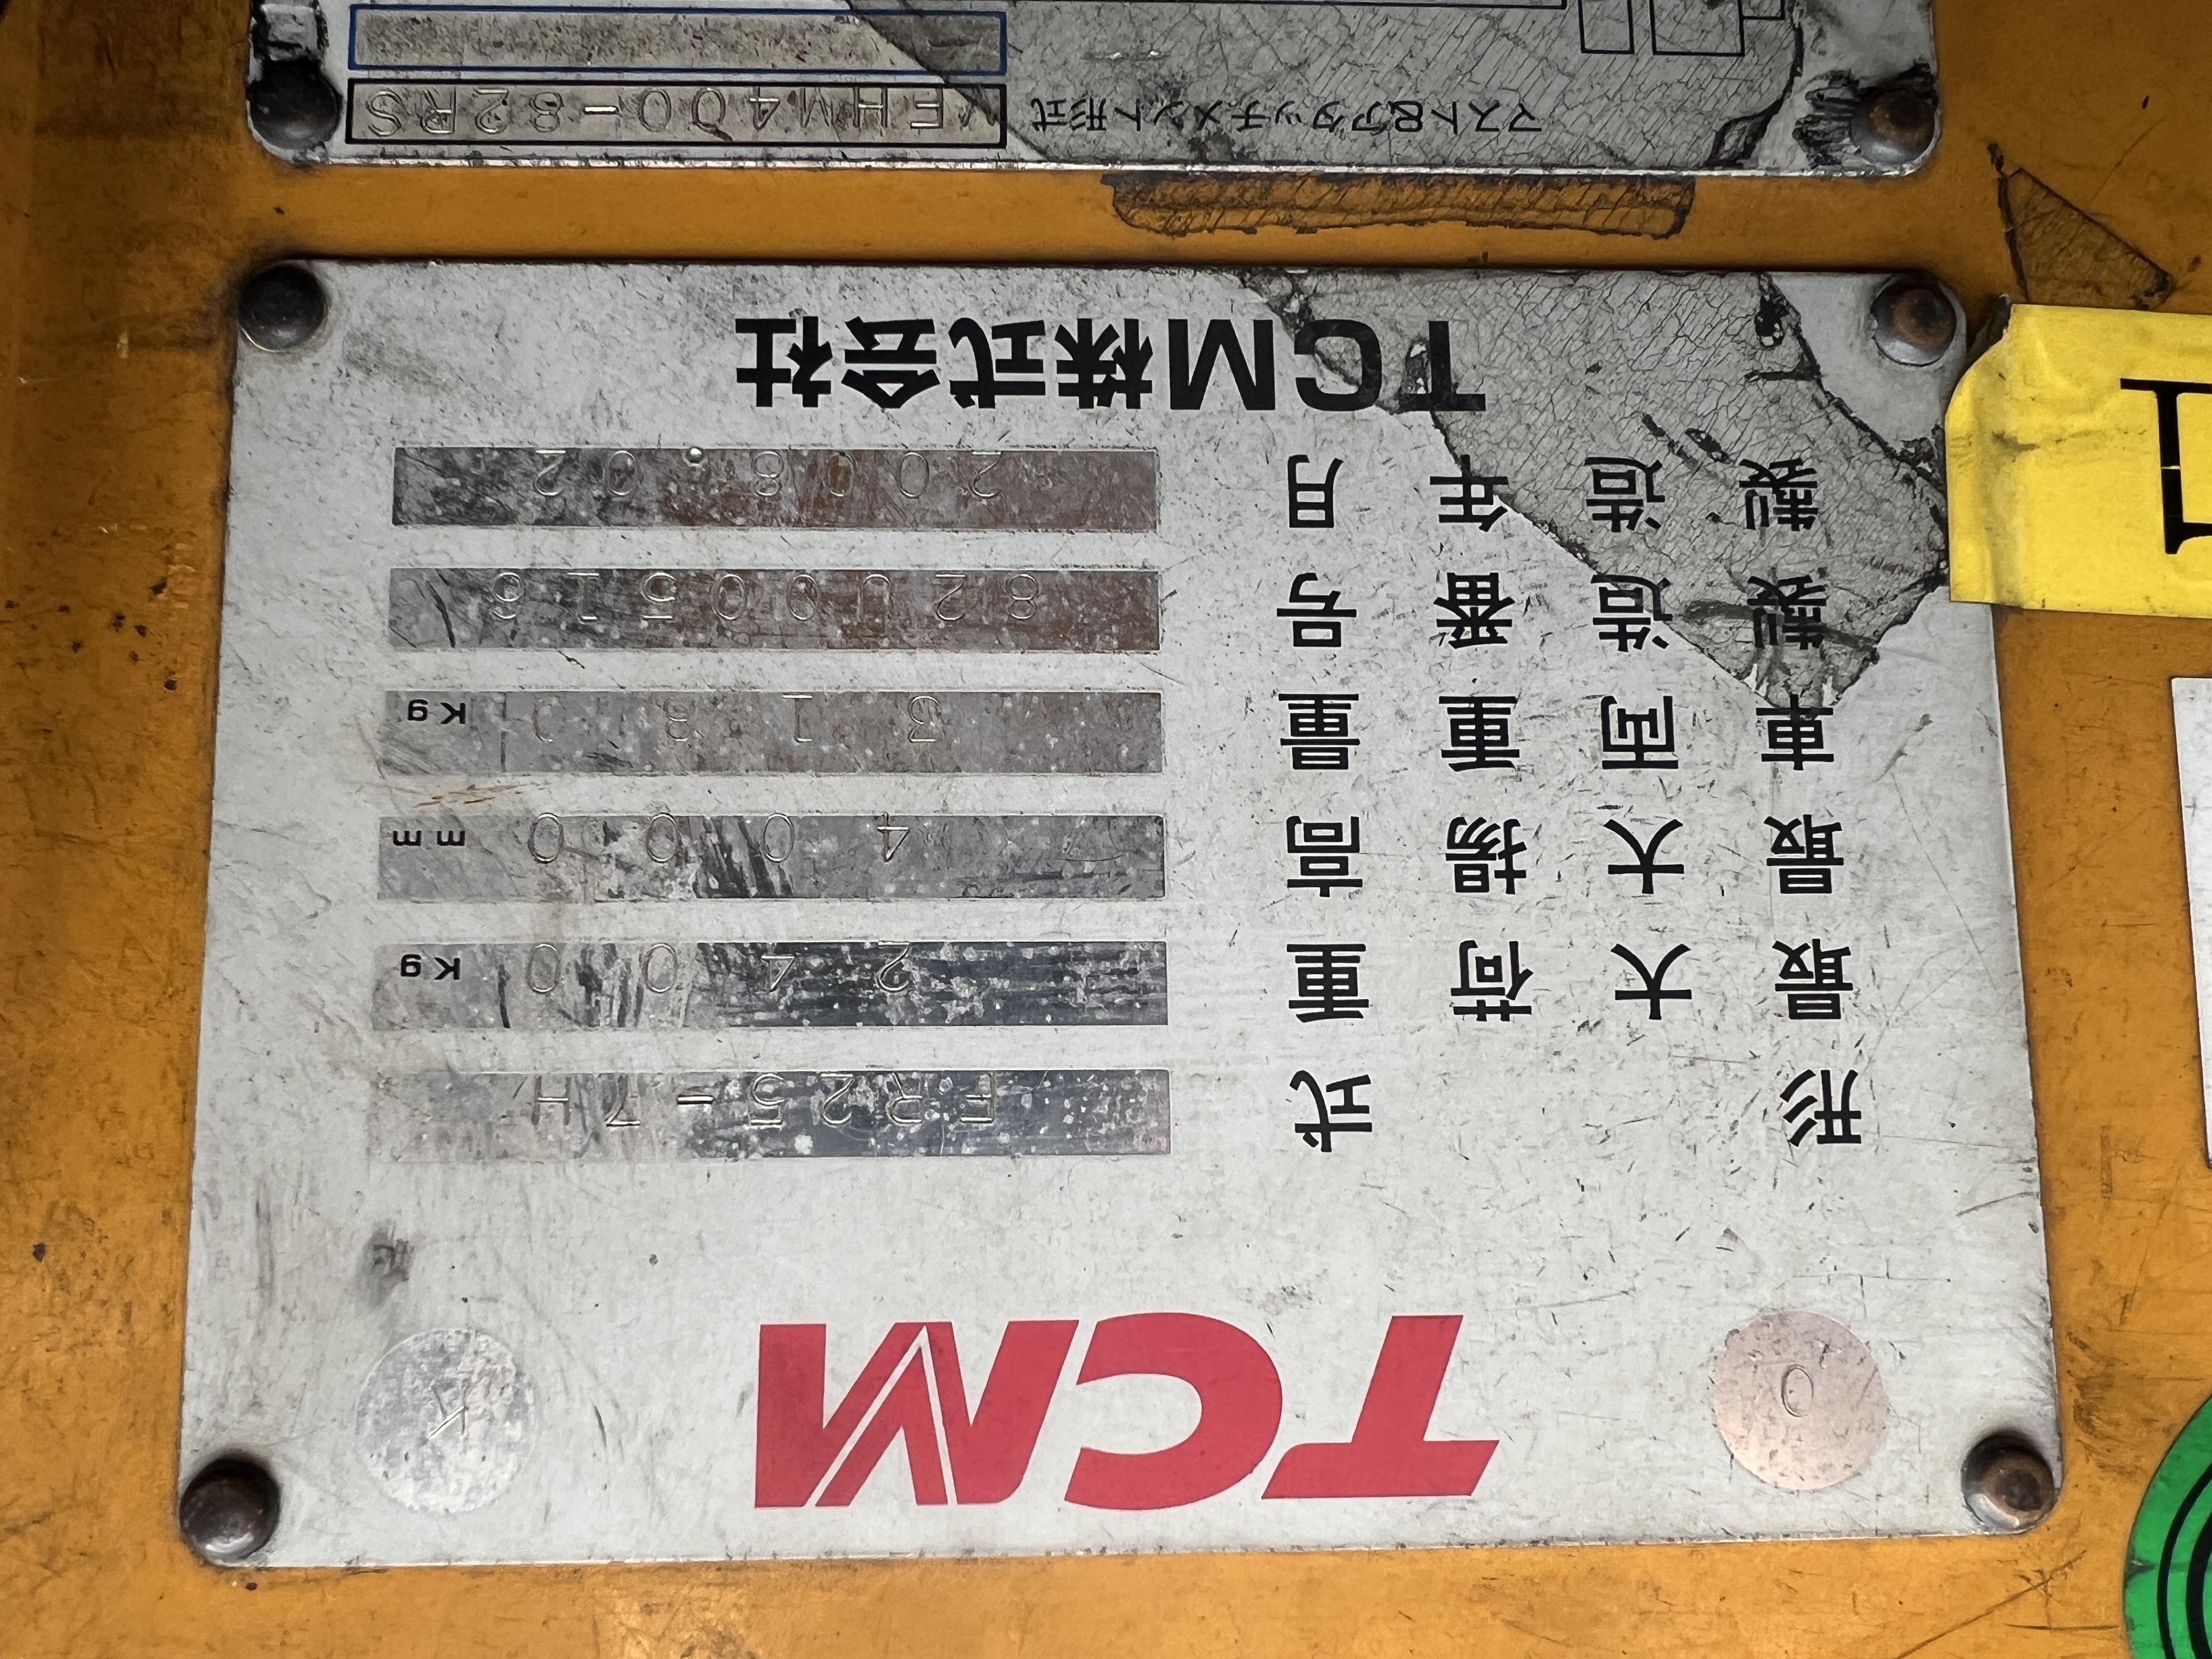 O TCM K
形式 FR25-7H
最大荷重 2400 Kg
最大揚高 4000 mm
車両重量 3180 Kg
製造番号 82U00516
製造年月 2008.02
TCM株式会社
マスト&アタッチメント形式 VFHM400-82RS